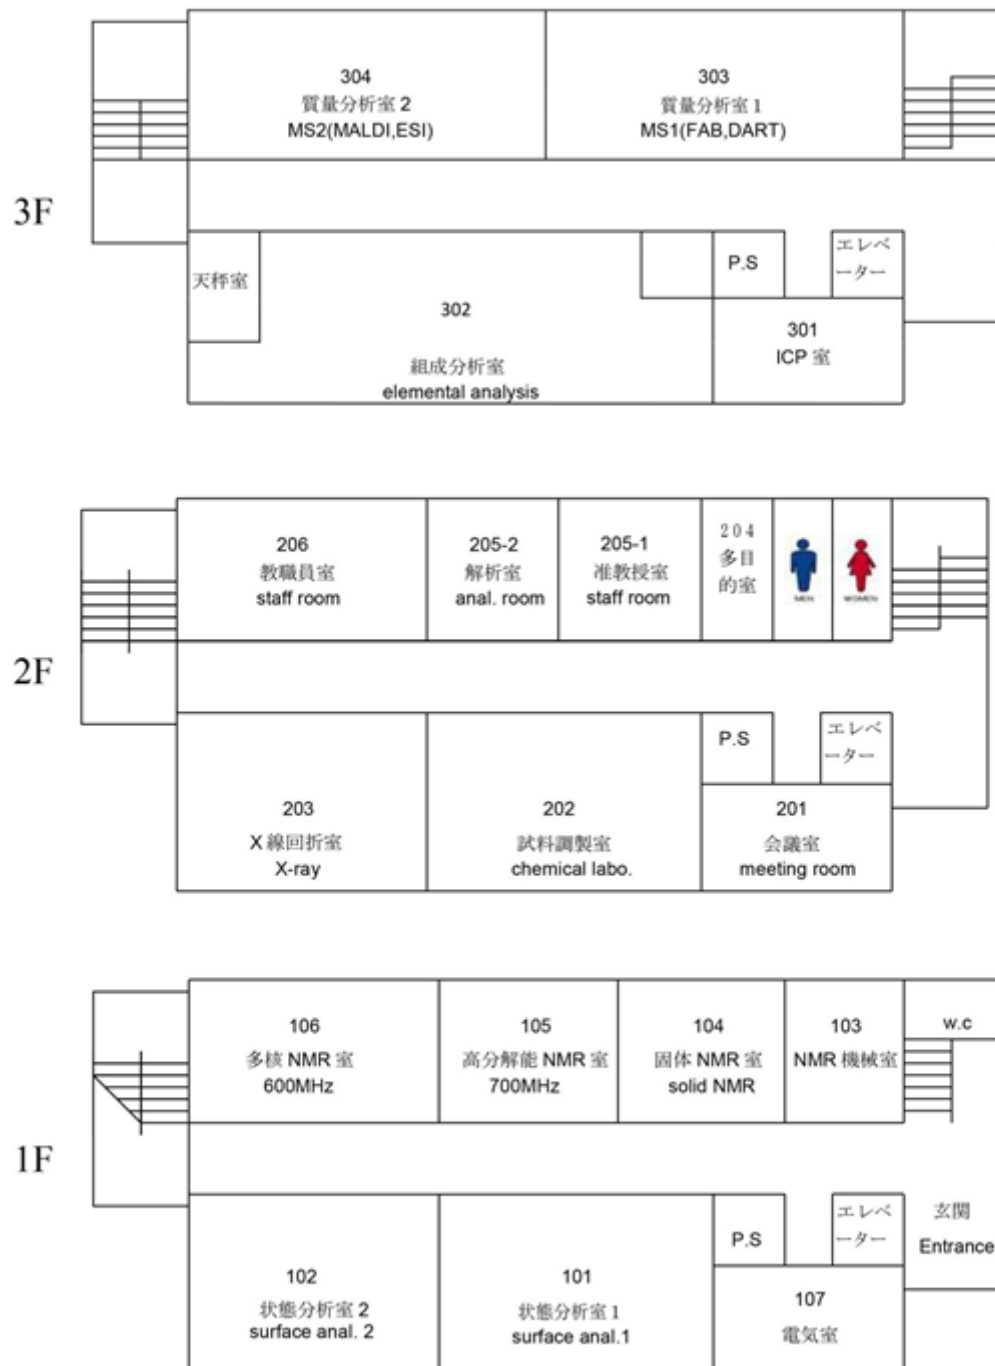 3F
304
質量分析室 2
MS2(MALDI,ESI)
303
質量分析室 1
MS1(FAB,DART)
天秤室
302
組成分析室
elemental analysis
P.S
エレベ
ーター
301
ICP 室
2F
206
教職員室
staff room
205-2
解析室
anal. room
205-1
准教授室
staff room
204
多目
的室
MEN
WOMEN
203
X 線回折室
X-ray
202
試料調製室
chemical labo.
P.S
エレベ
ーター
201
会議室
meeting room
1F
106
多核 NMR 室
600MHz
105
高分解能 NMR 室
700MHz
104
固体 NMR 室
solid NMR
103
NMR 機械室
w.c
102
状態分析室 2
surface anal. 2
101
状態分析室 1
surface anal.1
P.S
エレベ
ーター
107
電気室
玄関
Entrance